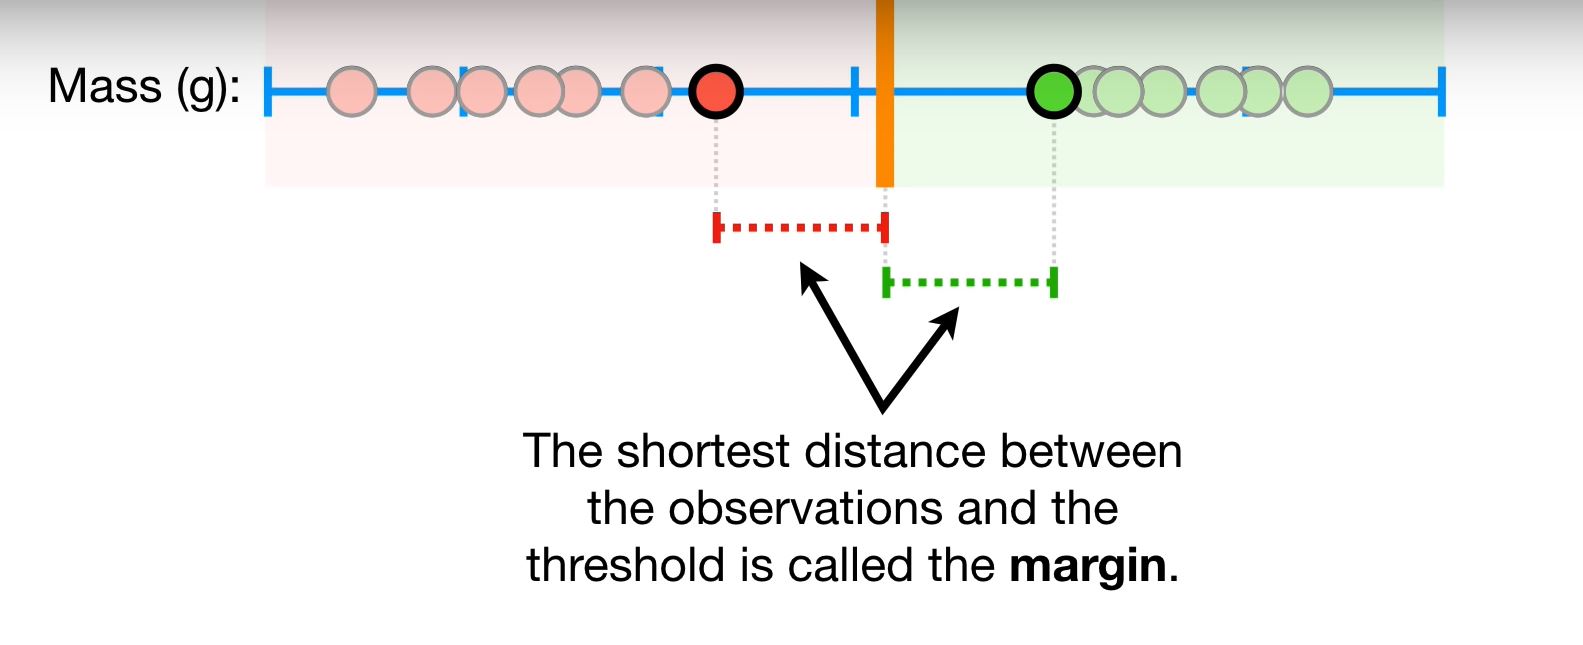 Mass (g):
The shortest distance between
the observations and the
threshold is called the margin.